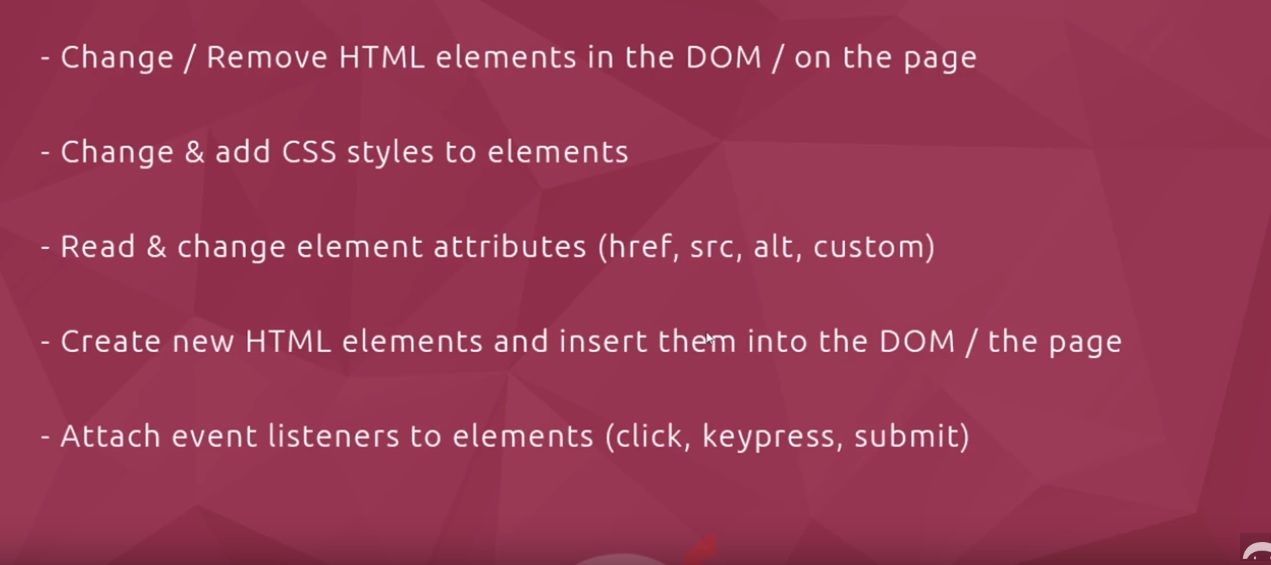 - Change / Remove HTML elements in the DOM / on the page
- Change & add CSS styles to elements
- Read & change element attributes (href, src, alt, custom)
- Create new HTML elements and insert them into the DOM / the page
- Attach event listeners to elements (click, keypress, submit)